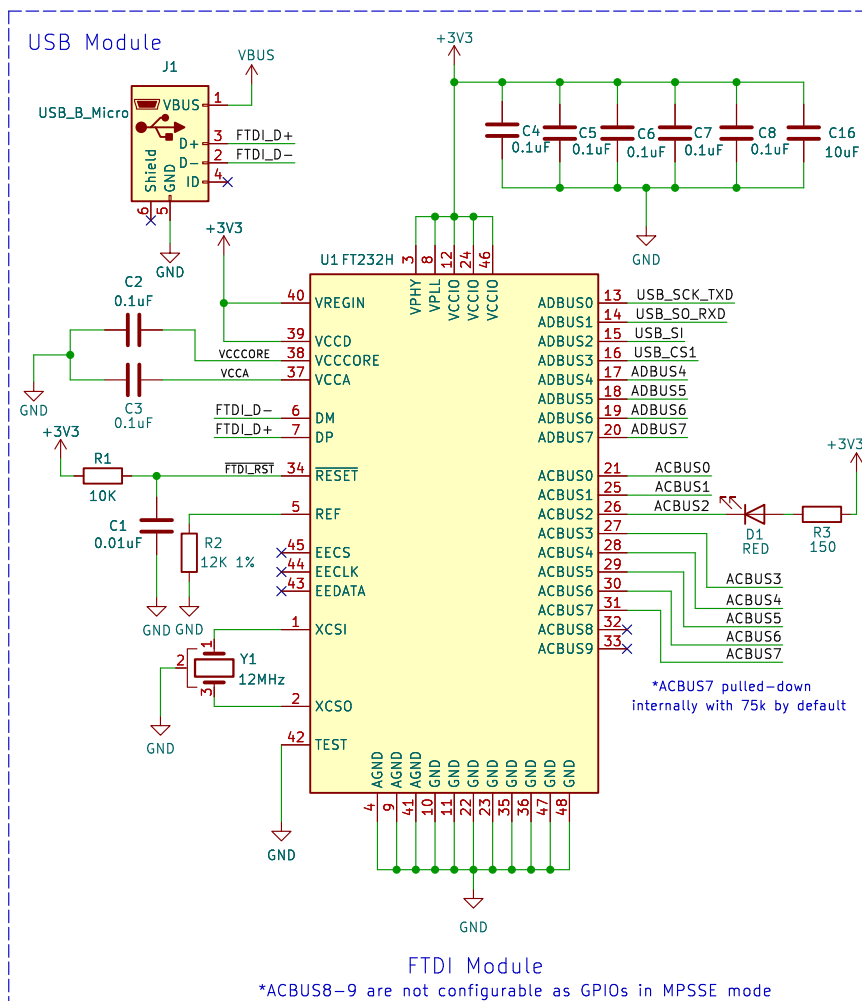 USB Module
J1
USB_B_Micro
VBUS
VBUS
1
D+
3
FTDI_D+
D-
2
FTDI_D-
ID
4
Shield
GND
6
5
GND
+3V3
C4
0.1uF
C5
0.1uF
C6
0.1uF
C7
0.1uF
C8
0.1uF
C16
10uF
GND
+3V3
U1 FT232H
3
8
12
24
46
VPHY
VPLL
VCCIO
VCCIO
VCCIO
40 VREGIN
39 VCCD
VCCCORE 38 VCCCORE
VCCA 37 VCCA
C2
0.1uF
C3
0.1uF
GND
FTDI_D- 6 DM
FTDI_D+ 7 DP
+3V3
R1
10K
FTDI_RST 34 RESET
C1
0.01uF
GND
5 REF
R2
12K 1%
GND
45 EECS
44 EECLK
43 EEDATA
1 XCSI
1
2
3
Y1
12MHz
GND
2 XCSO
42 TEST
GND
ADBUS0 13 USB_SCK_TXD
ADBUS1 14 USB_SO_RXD
ADBUS2 15 USB_SI
ADBUS3 16 USB_CS1
ADBUS4 17 ADBUS4
ADBUS5 18 ADBUS5
ADBUS6 19 ADBUS6
ADBUS7 20 ADBUS7
ACBUS0 21 ACBUS0
ACBUS1 25 ACBUS1
ACBUS2 26 ACBUS2
ACBUS3 27
ACBUS4 28
ACBUS5 29
ACBUS6 30
ACBUS7 31
ACBUS8 32
ACBUS9 33
+3V3
D1
RED
R3
150
ACBUS3
ACBUS4
ACBUS5
ACBUS6
ACBUS7
*ACBUS7 pulled-down
internally with 75k by default
AGND
AGND
AGND
GND
GND
GND
GND
GND
GND
GND
GND
4
9
41
10
11
22
23
35
36
47
48
GND
FTDI Module
*ACBUS8-9 are not configurable as GPIOs in MPSSE mode